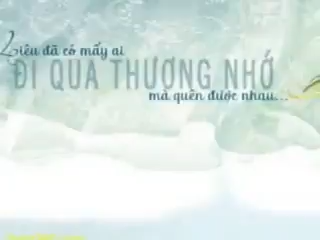 Liệu đã có mấy ai
ĐI QUA THƯƠNG NHỚ
mà quên được nhau...